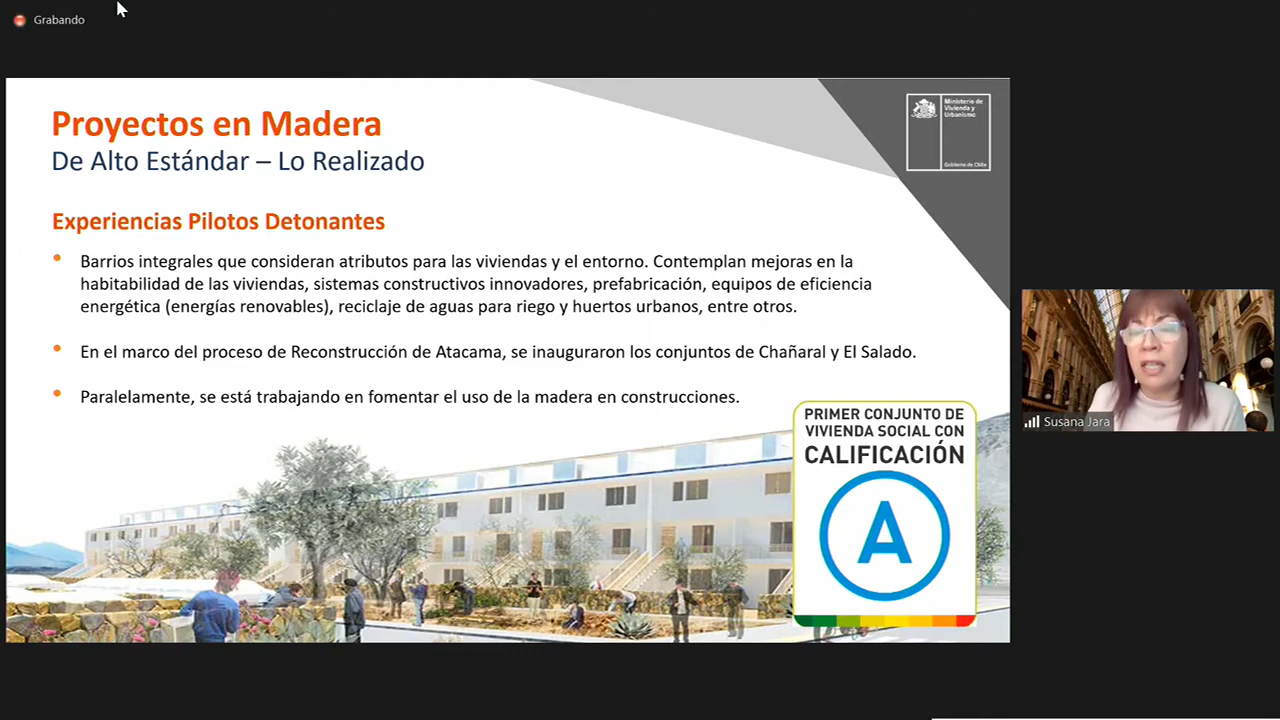 Grabando
Proyectos en Madera
De Alto Estándar – Lo Realizado
Ministerio de
Vivienda y
Urbanismo
Gobierno de Chile
Experiencias Pilotos Detonantes
• Barrios integrales que consideran atributos para las viviendas y el entorno. Contemplan mejoras en la
habitabilidad de las viviendas, sistemas constructivos innovadores, prefabricación, equipos de eficiencia
energética (energías renovables), reciclaje de aguas para riego y huertos urbanos, entre otros.
• En el marco del proceso de Reconstrucción de Atacama, se inauguraron los conjuntos de Chañaral y El Salado.
• Paralelamente, se está trabajando en fomentar el uso de la madera en construcciones.
PRIMER CONJUNTO DE
VIVIENDA SOCIAL CON
CALIFICACIÓN
A
Susana Jara